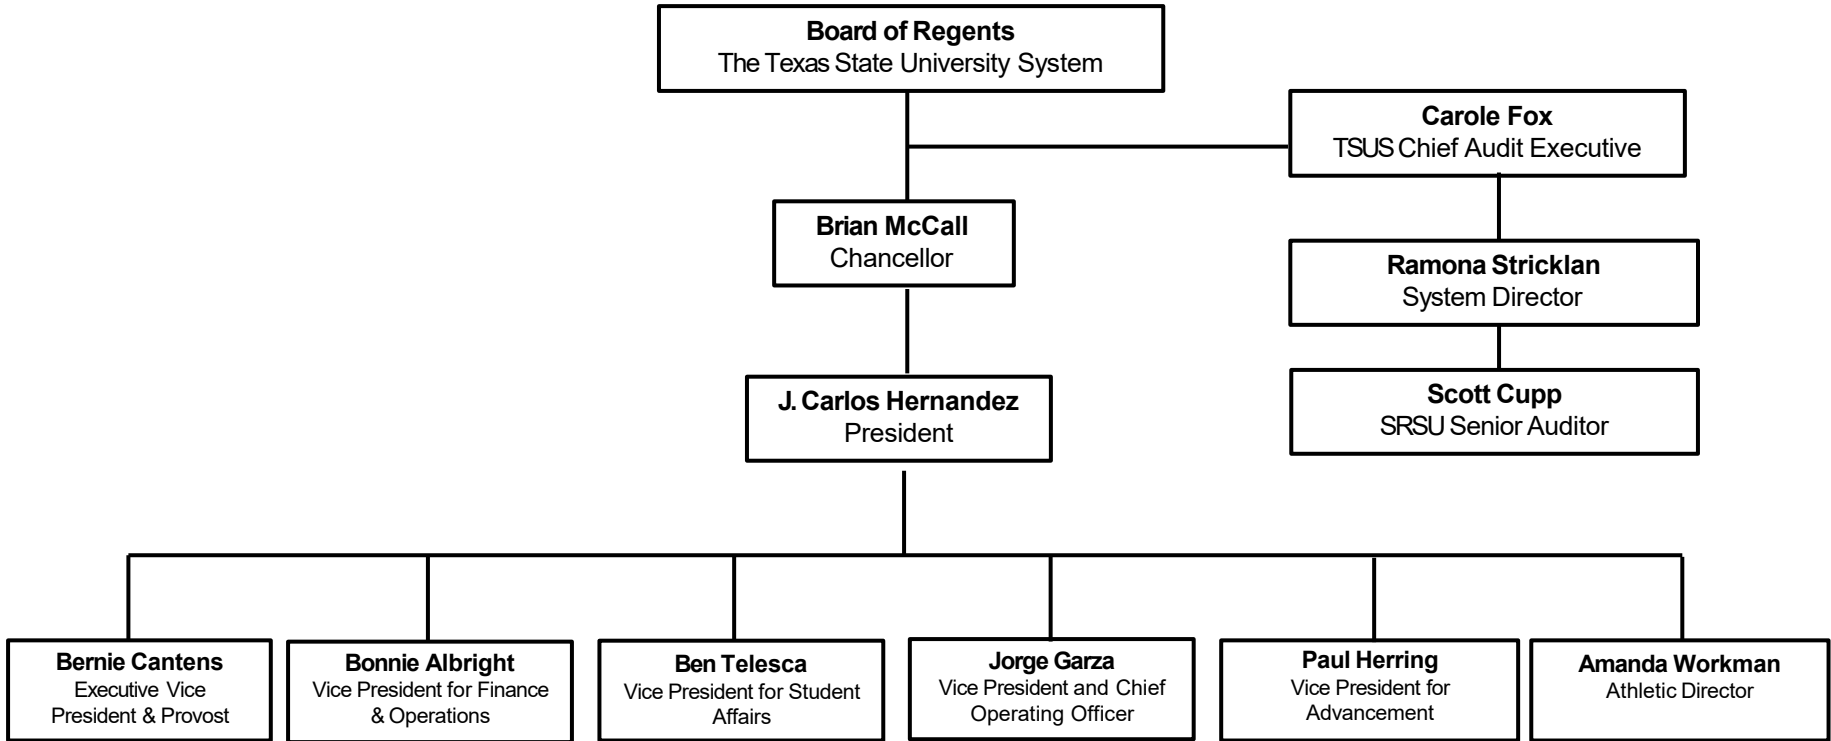 Board of Regents
The Texas State University System
Carole Fox
TSUS Chief Audit Executive
Brian McCall
Chancellor
Ramona Stricklan
System Director
J. Carlos Hernandez
President
Scott Cupp
SRSU Senior Auditor
Bernie Cantens
Executive Vice
President & Provost
Bonnie Albright
Vice President for Finance
& Operations
Ben Telesca
Vice President for Student
Affairs
Jorge Garza
Vice President and Chief
Operating Officer
Paul Herring
Vice President for
Advancement
Amanda Workman
Athletic Director